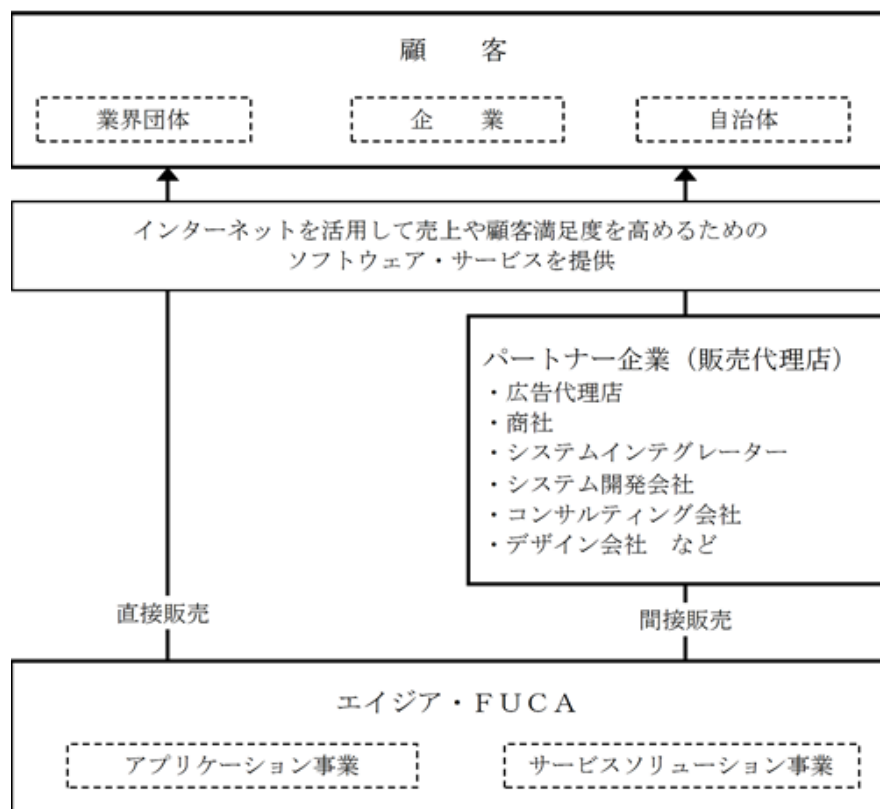 顧　　客
業界団体　企　　業　自治体
インターネットを活用して売上や顧客満足度を高めるための
ソフトウェア・サービスを提供
パートナー企業（販売代理店）
・広告代理店
・商社
・システムインテグレーター
・システム開発会社
・コンサルティング会社
・デザイン会社　など
直接販売　間接販売
エイジア・ＦＵＣＡ
アプリケーション事業　サービスソリューション事業